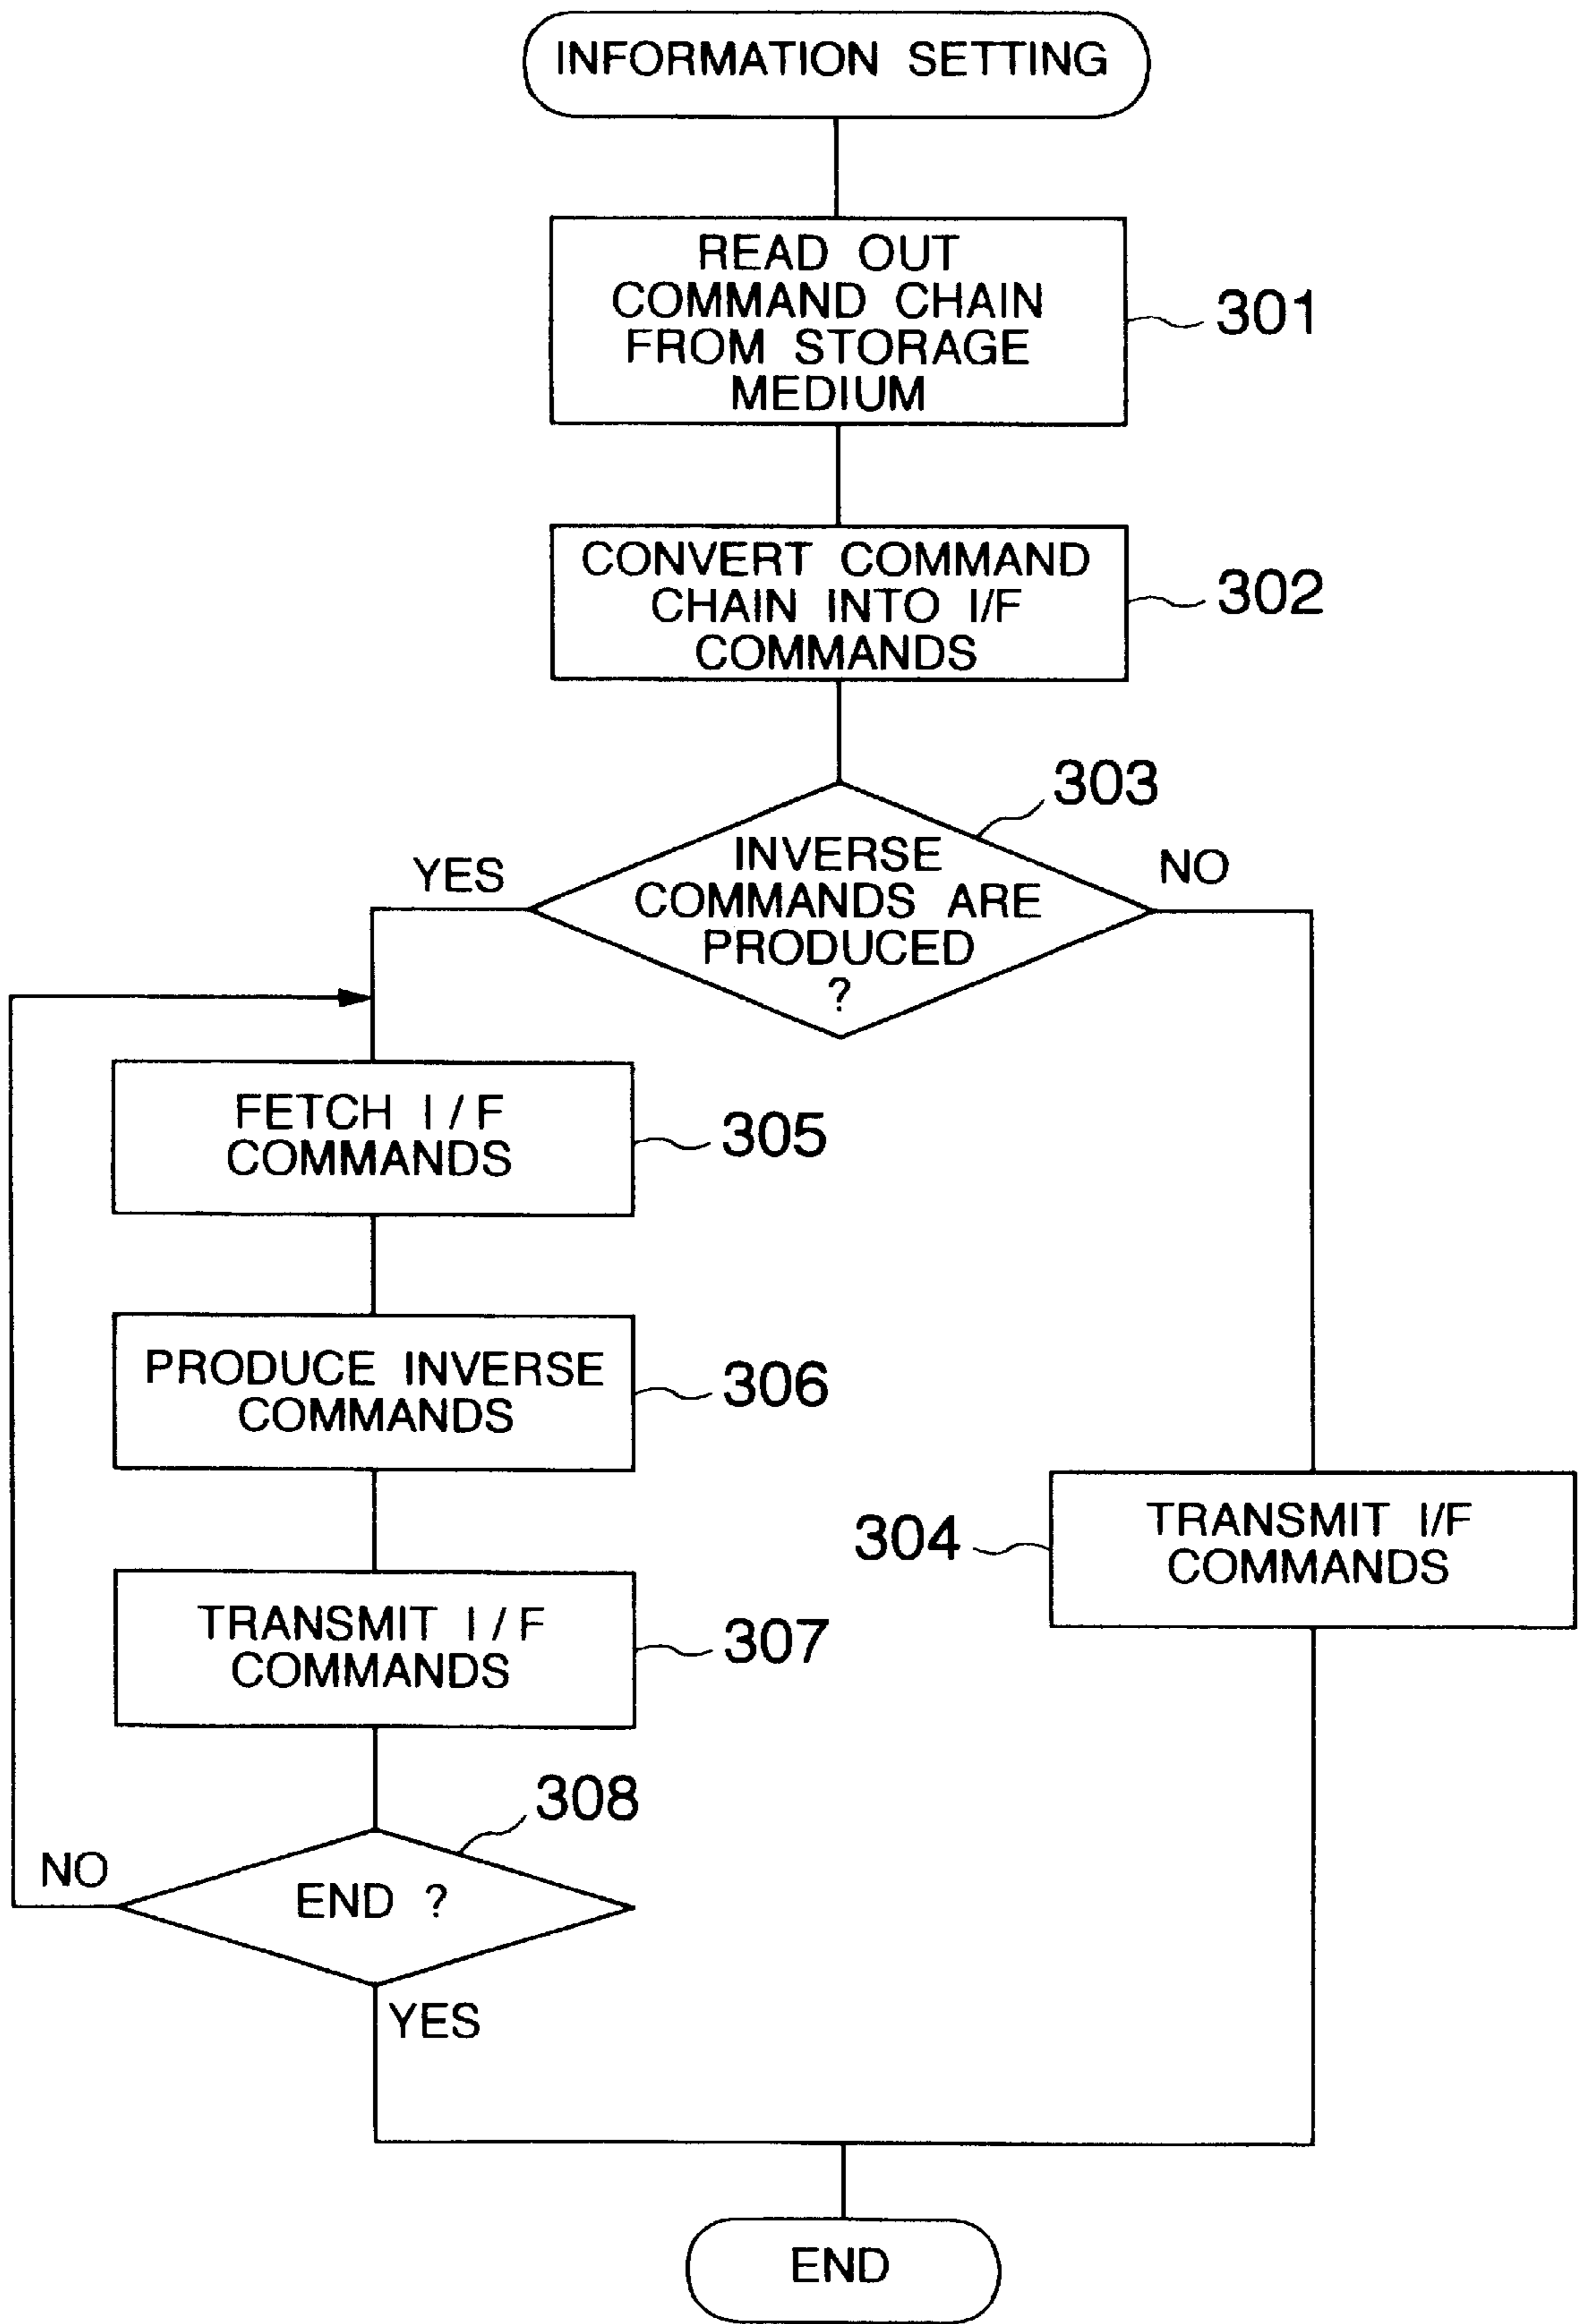 INFORMATION SETTING
READ OUT
COMMAND CHAIN
FROM STORAGE
MEDIUM
301
CONVERT COMMAND
CHAIN INTO I/F
COMMANDS
302
303
INVERSE
COMMANDS ARE
PRODUCED
?
YES
NO
FETCH I / F
COMMANDS
305
PRODUCE INVERSE
COMMANDS
306
304
TRANSMIT I/F
COMMANDS
TRANSMIT I / F
COMMANDS
307
308
NO
END ?
YES
END